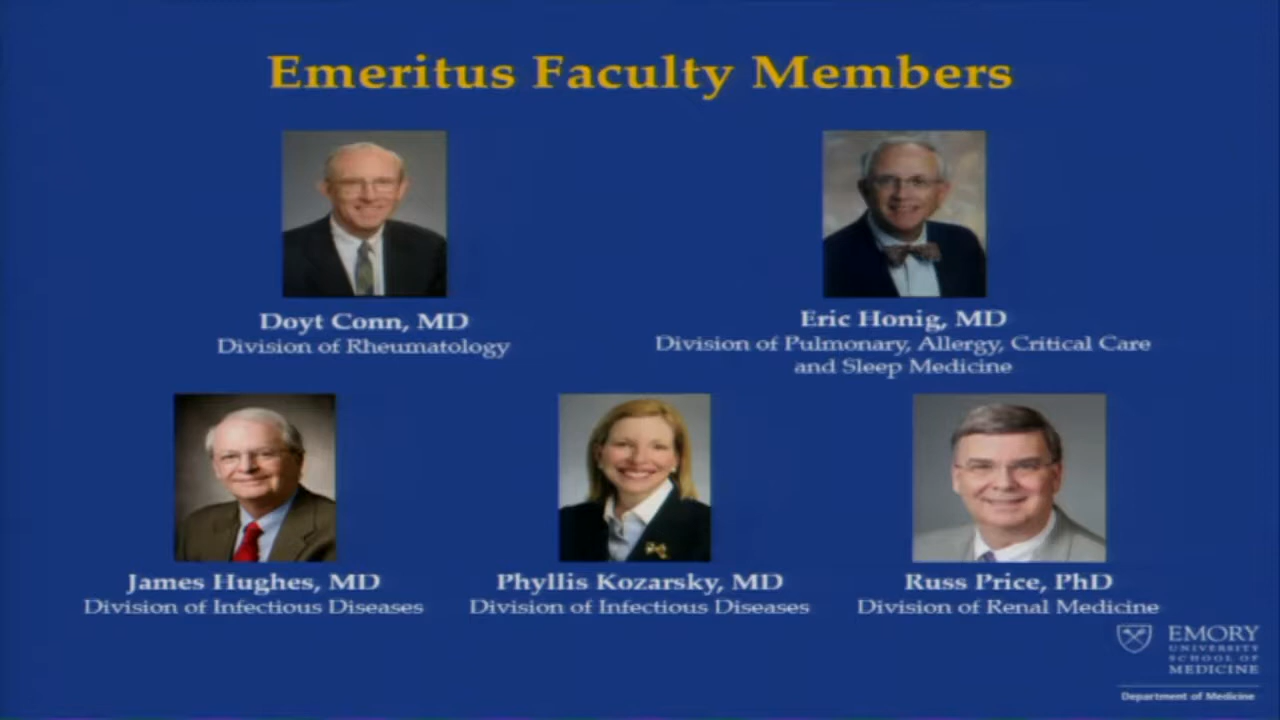 Emeritus Faculty Members
Doyt Conn, MD
Division of Rheumatology
Eric Honig, MD
Division of Pulmonary, Allergy, Critical Care
and Sleep Medicine
James Hughes, MD
Division of Infectious Diseases
Phyllis Kozarsky, MD
Division of Infectious Diseases
Russ Price, PhD
Division of Renal Medicine
EMORY
UNIVERSITY
SCHOOL OF
MEDICINE
Department of Medicine